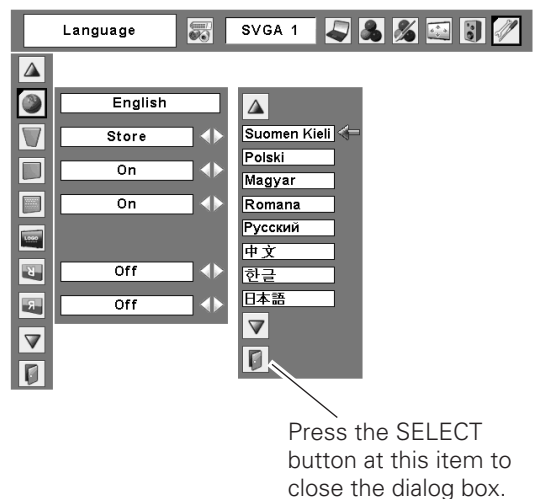 Language
SVGA 1
English
Store
On
On
LOGO
R
Off
R
Off
Suomen Kieli
Polski
Magyar
Romana
Русский
中文
한글
日本語
Press the SELECT
button at this item to
close the dialog box.